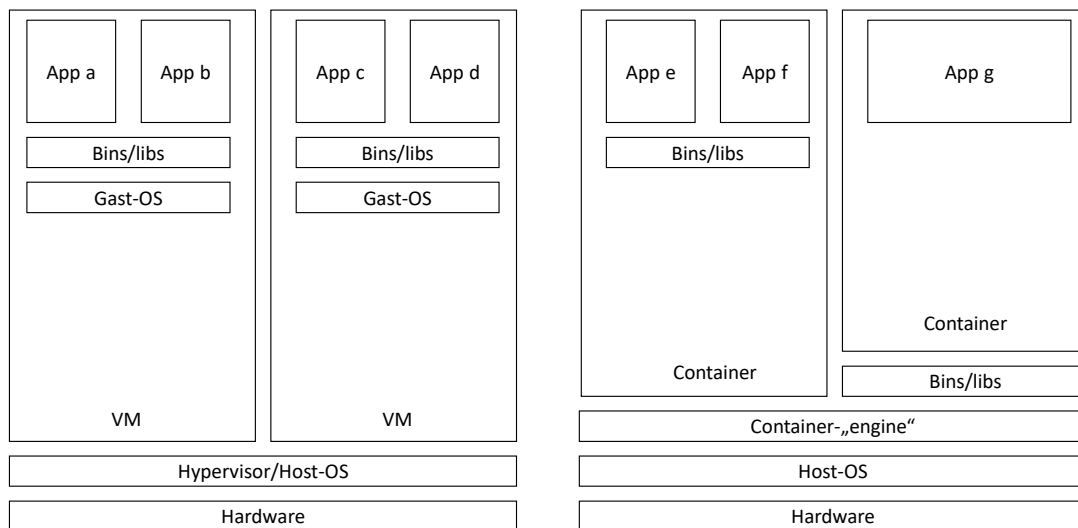 App a
App b
Bins/libs
Gast-OS
VM
App c
App d
Bins/libs
Gast-OS
VM
Hypervisor/Host-OS
Hardware
App e
App f
Bins/libs
Container
App g
Container
Bins/libs
Container-„engine“
Host-OS
Hardware